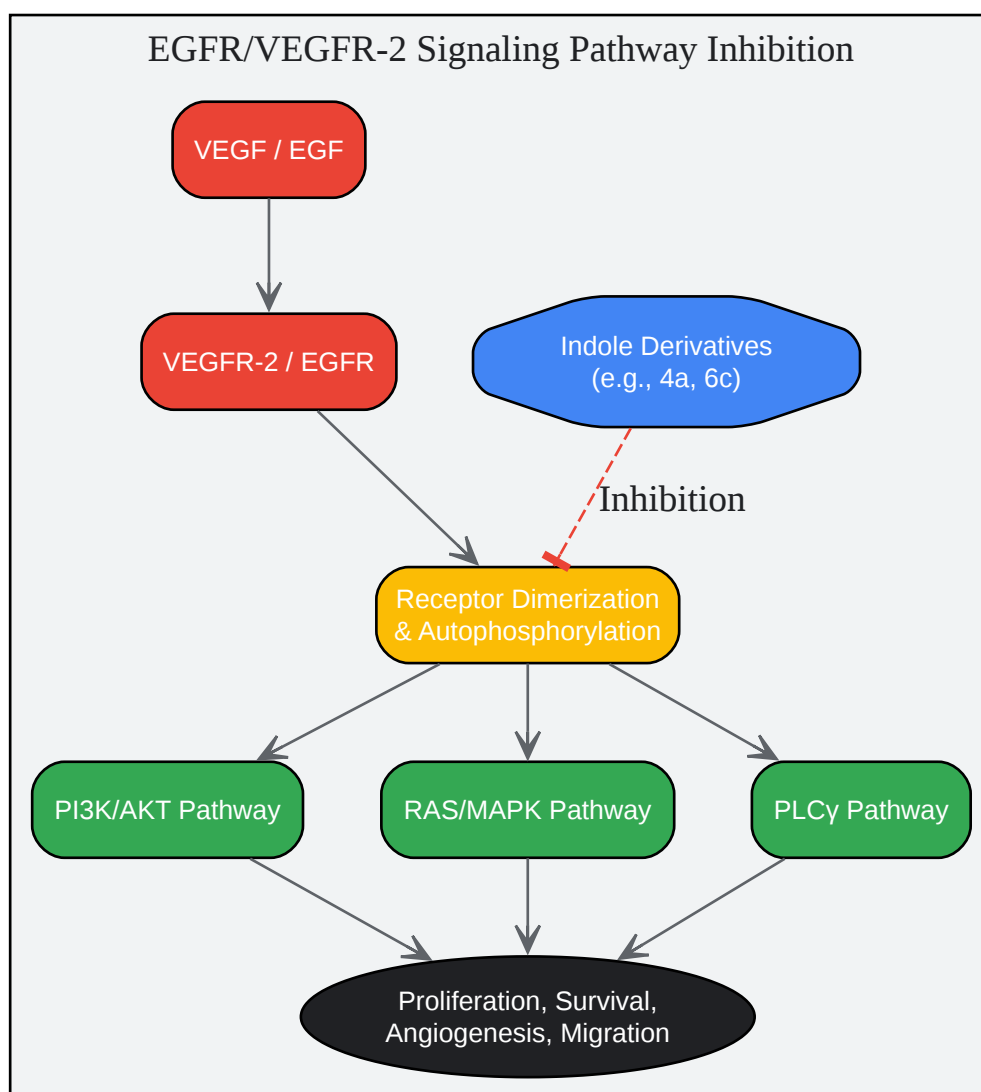 EGFR/VEGFR-2 Signaling Pathway Inhibition
VEGF / EGF
VEGFR-2 / EGFR
Indole Derivatives
(e.g., 4a, 6c)
Inhibition
Receptor Dimerization
& Autophosphorylation
PI3K/AKT Pathway
RAS/MAPK Pathway
PLCγ Pathway
Proliferation, Survival,
Angiogenesis, Migration